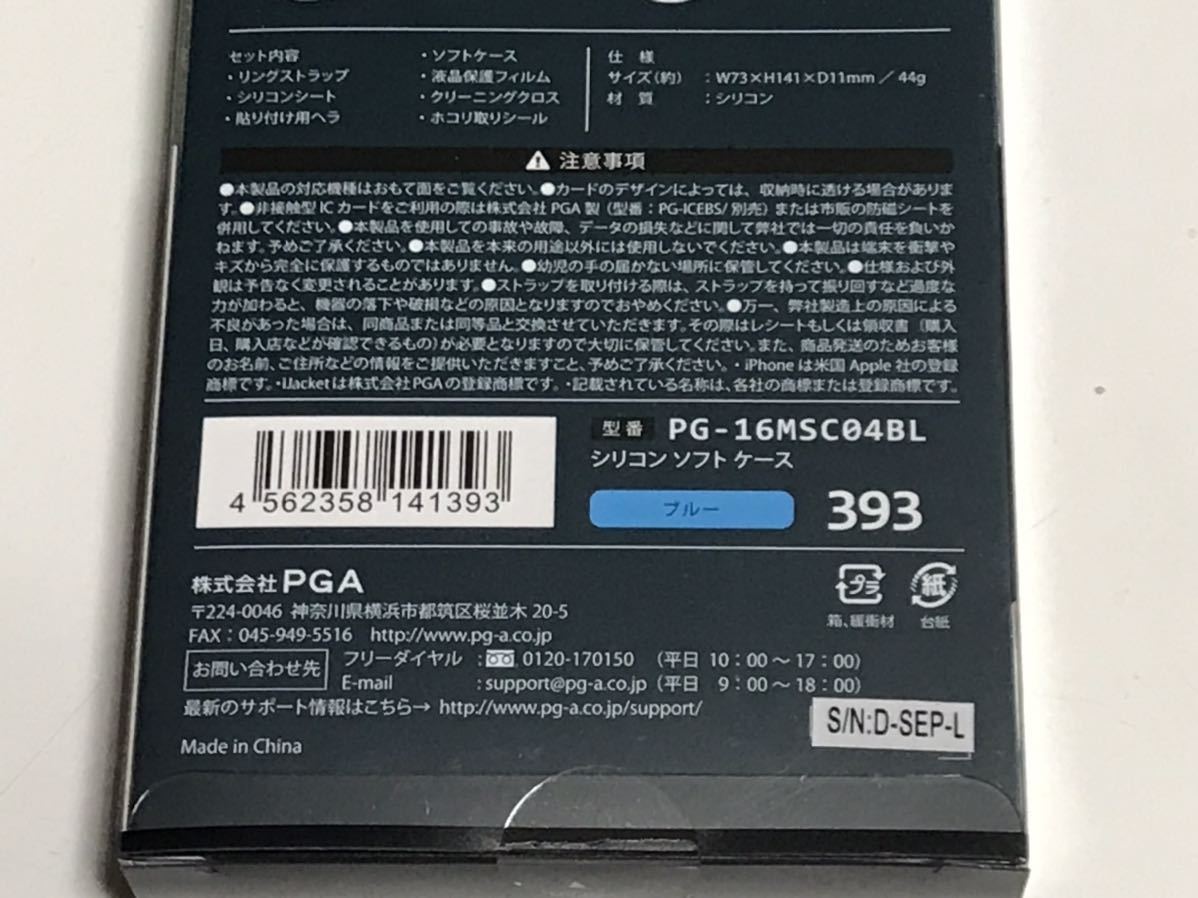 セット内容
・リングストラップ
・シリコンシート
・貼り付け用ヘラ
・ソフトケース
・液晶保護フィルム
・クリーニングクロス
・ホコリ取りシール
仕 様
サイズ(約) : W73×H141×D11mm / 44g
材 質 : シリコン
注意事項
●本製品の対応機種はおもて面をご覧ください。●カードのデザインによっては、収納時に透ける場合がありま
す。●非接触型ICカードをご利用の際は株式会社PGA製(型番:PG-ICEBS/別売)または市販の防磁シートを
併用してください。●本製品を使用しての事故や故障、データの損失などに関して弊社では一切の責任を負いか
ねます。予めご了承ください。●本製品を本来の用途以外には使用しないでください。●本製品は端末を衝撃や
キズから完全に保護するものではありません。●幼児の手の届かない場所に保管してください。●仕様および外
観は予告なく変更されることがあります。●ストラップを取り付ける際は、ストラップを持って振り回すなど過度な
力が加わると、機器の落下や破損などの原因となりますのでおやめください。●万一、弊社製造上の原因による
不良があった場合は、同商品または同等品と交換させていただきます。その際はレシートもしくは領収書(購入
日、購入店などが確認できるもの)が必要となりますので大切に保管してください。また、商品発送のためお客様
のお名前、ご住所などの情報をご提供いただきますこと、予めご了承ください。・iPhoneは米国Apple社の登録
商標です。・iJacketは株式会社PGAの登録商標です。・記載されている名称は、各社の商標または登録商標です。
4 562358 141393
型番 PG-16MSC04BL
シリコン ソフト ケース
ブルー 393
株式会社PGA
〒224-0046 神奈川県横浜市都筑区桜並木 20-5
FAX : 045-949-5516 http://www.pg-a.co.jp
お問い合わせ先
フリーダイヤル : 0120-170150 (平日 10:00~17:00)
E-mail : support@pg-a.co.jp (平日 9:00~18:00)
最新のサポート情報はこちら→ http://www.pg-a.co.jp/support/
Made in China
プラ
箱、緩衝材
紙
台紙
S/N:D-SEP-L